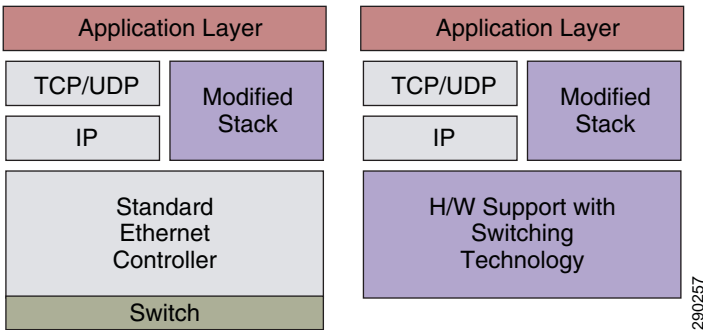 Application Layer
TCP/UDP
IP
Modified
Stack
Standard
Ethernet
Controller
Switch
Application Layer
TCP/UDP
IP
Modified
Stack
H/W Support with
Switching
Technology
290257